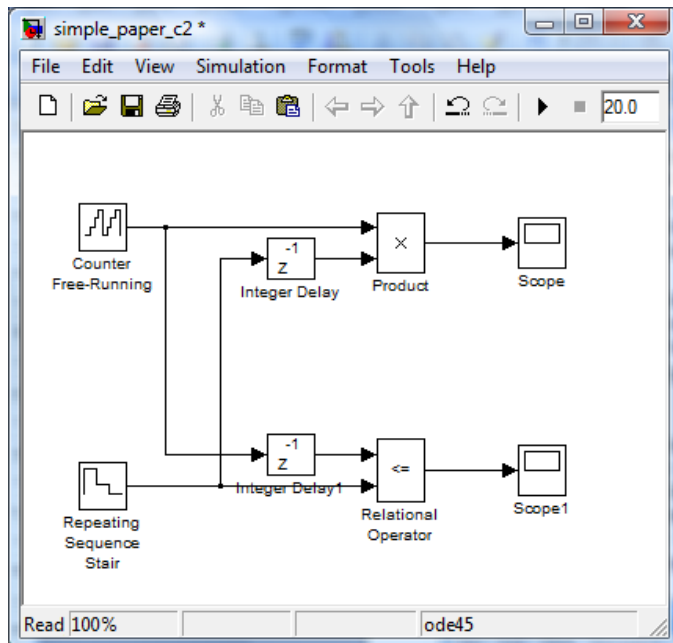 simple_paper_c2 *
File Edit View Simulation Format Tools Help
20.0
Counter
Free-Running
-1
Z
Integer Delay
×
Product
Scope
-1
Z
Integer Delay1
<=
Relational
Operator
Scope1
Repeating
Sequence
Stair
Read 100% ode45